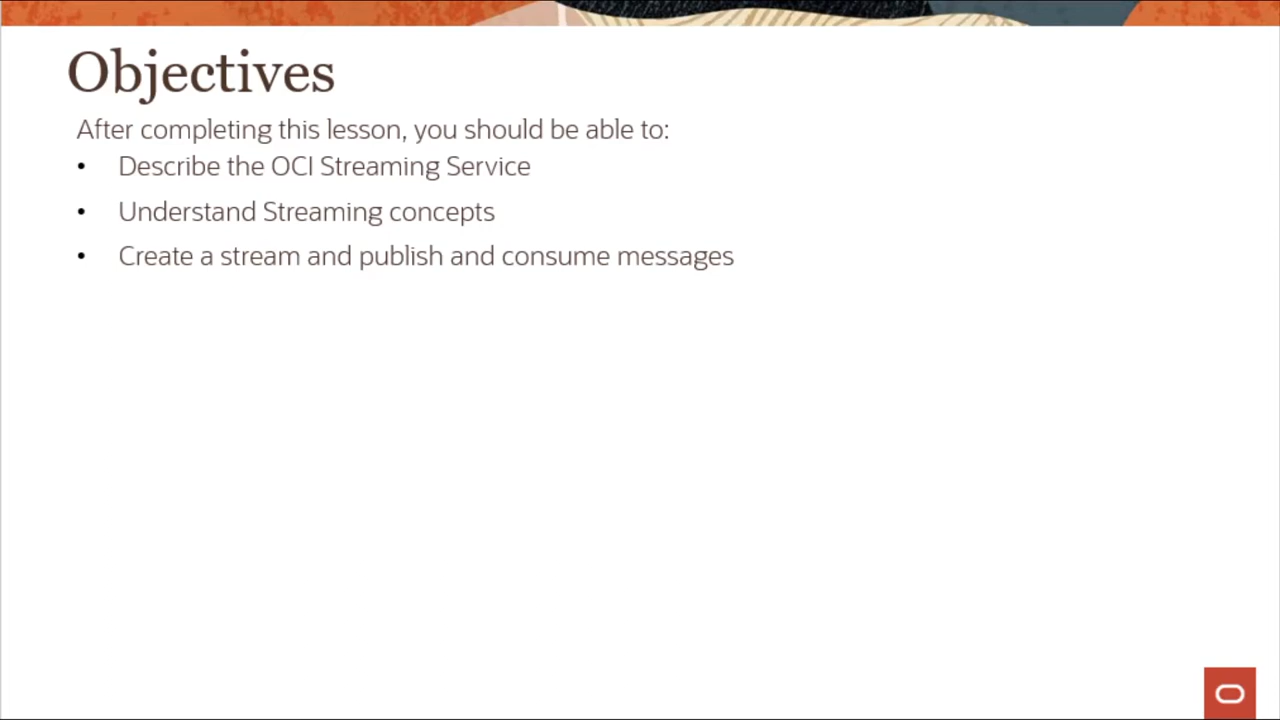 Objectives
After completing this lesson, you should be able to:
• Describe the OCI Streaming Service
• Understand Streaming concepts
• Create a stream and publish and consume messages